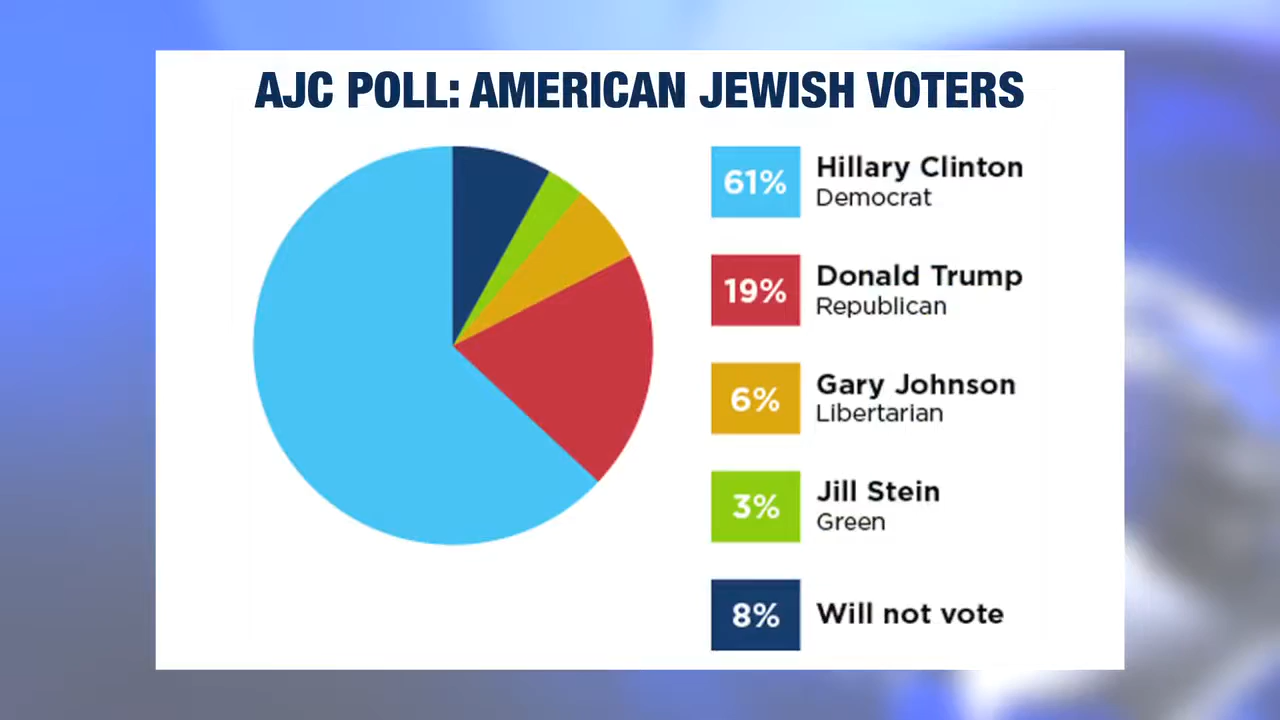 AJC POLL: AMERICAN JEWISH VOTERS
61%
Hillary Clinton
Democrat
19%
Donald Trump
Republican
6%
Gary Johnson
Libertarian
3%
Jill Stein
Green
8%
Will not vote